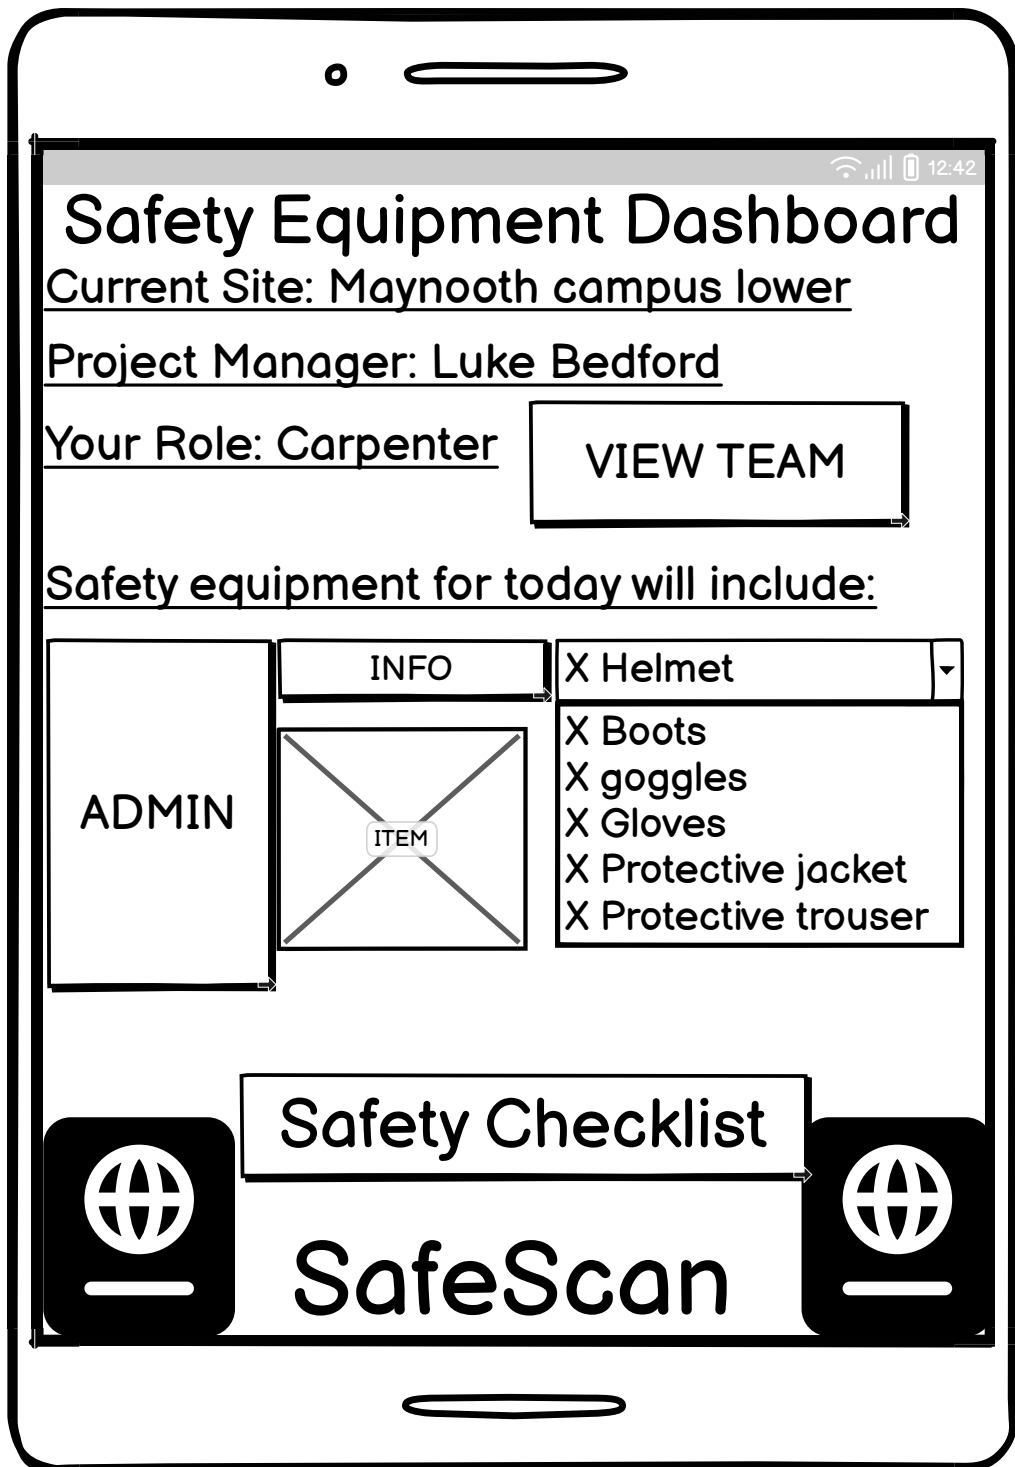 12:42
Safety Equipment Dashboard
Current Site: Maynooth campus lower
Project Manager: Luke Bedford
Your Role: Carpenter
VIEW TEAM
Safety equipment for today will include:
ADMIN
INFO
ITEM
X Helmet
X Boots
X goggles
X Gloves
X Protective jacket
X Protective trouser
Safety Checklist
SafeScan